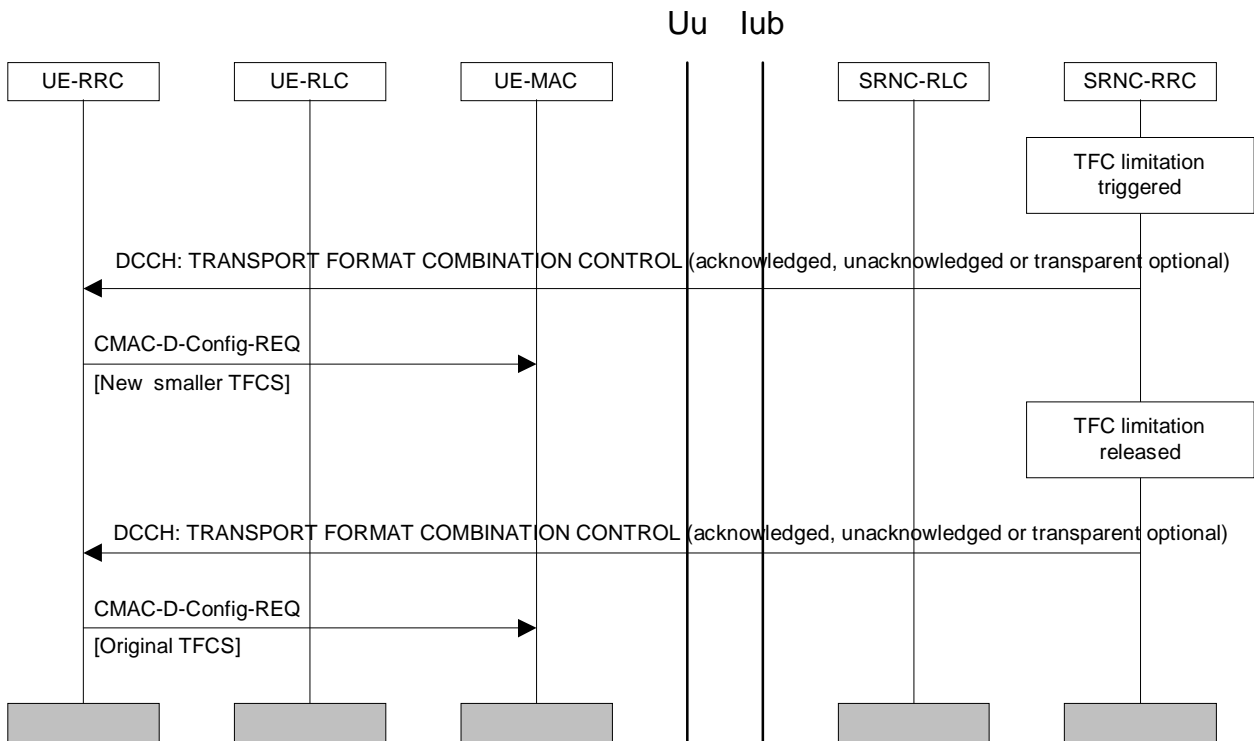 Uu Iub
UE-RRC UE-RLC UE-MAC SRNC-RLC SRNC-RRC
TFC limitation
triggered
DCCH: TRANSPORT FORMAT COMBINATION CONTROL (acknowledged, unacknowledged or transparent optional)
CMAC-D-Config-REQ
[New smaller TFCS]
TFC limitation
released
DCCH: TRANSPORT FORMAT COMBINATION CONTROL (acknowledged, unacknowledged or transparent optional)
CMAC-D-Config-REQ
[Original TFCS]